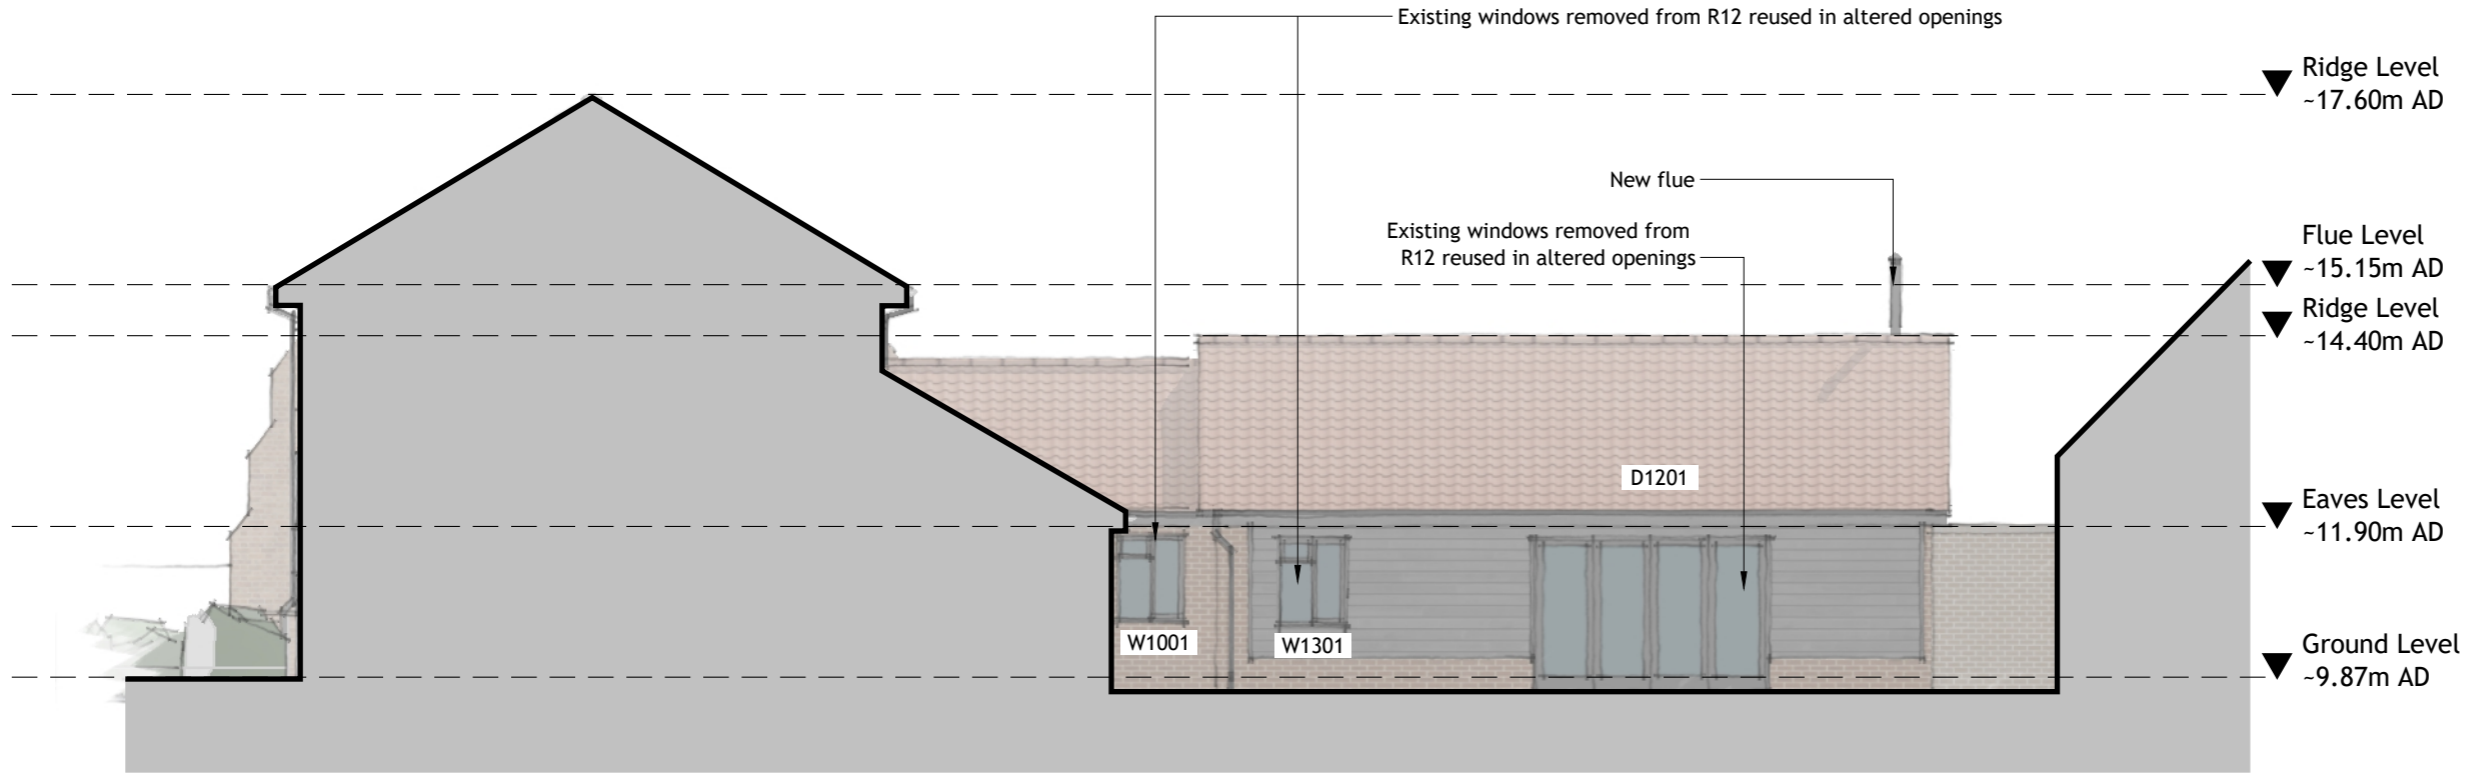 Existing windows removed from R12 reused in altered openings
Ridge Level
~17.60m AD
New flue
Existing windows removed from
R12 reused in altered openings
Flue Level
~15.15m AD
Ridge Level
~14.40m AD
D1201
Eaves Level
~11.90m AD
W1001
W1301
Ground Level
~9.87m AD